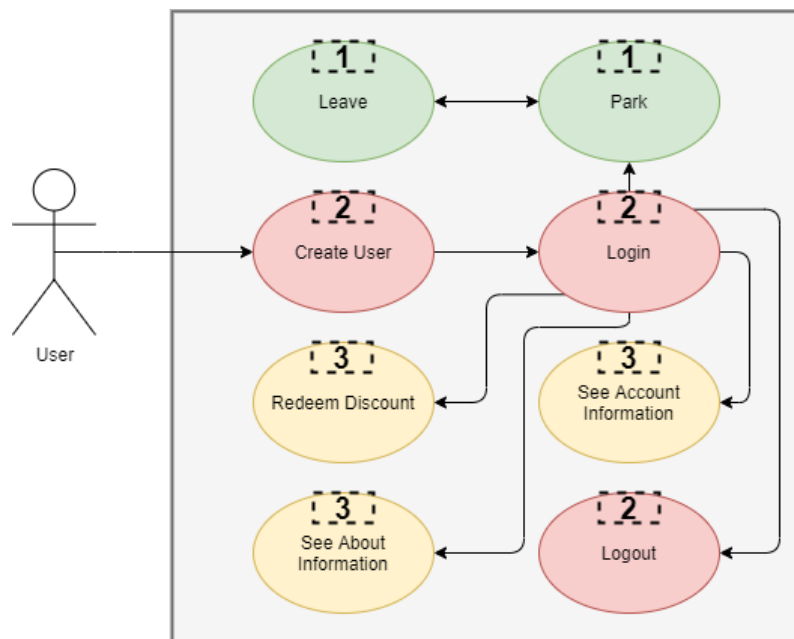 1
Leave
1
Park
2
Create User
2
Login
User
3
Redeem Discount
3
See Account
Information
3
See About
Information
2
Logout